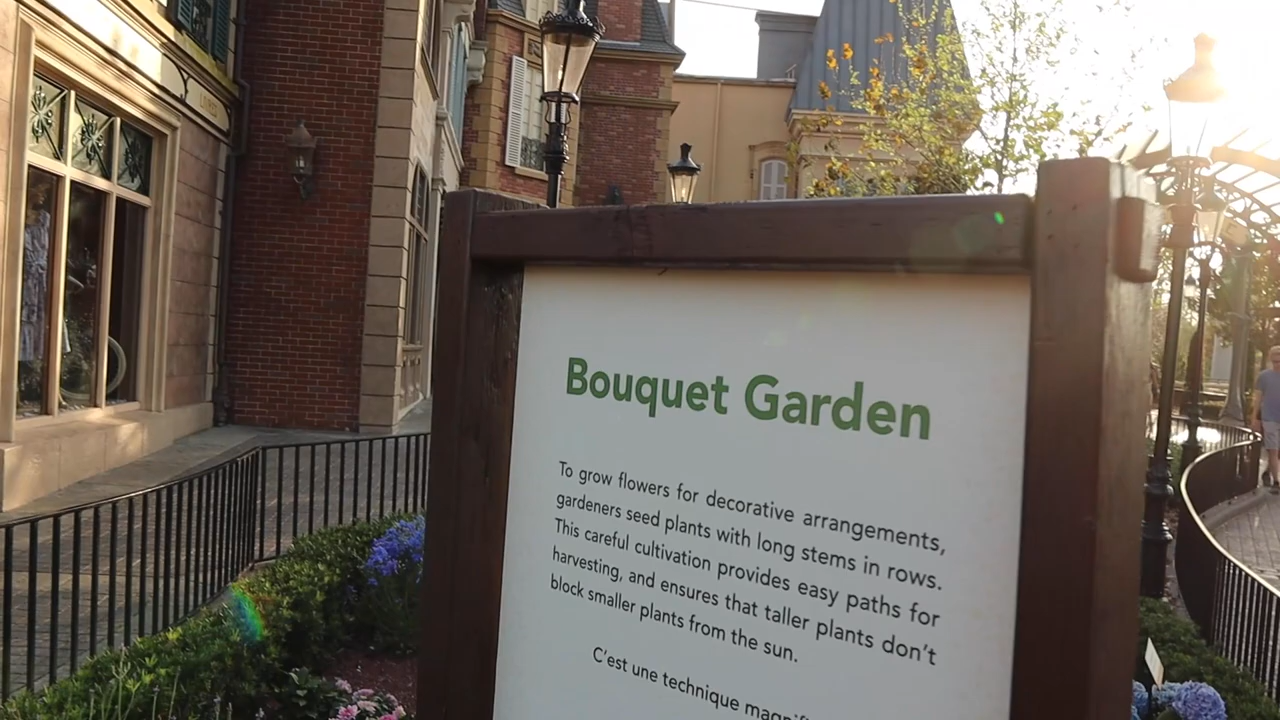 Bouquet Garden
To grow flowers for decorative arrangements,
gardeners seed plants with long stems in rows.
This careful cultivation provides easy paths for
harvesting, and ensures that taller plants don't
block smaller plants from the sun.
C'est une technique